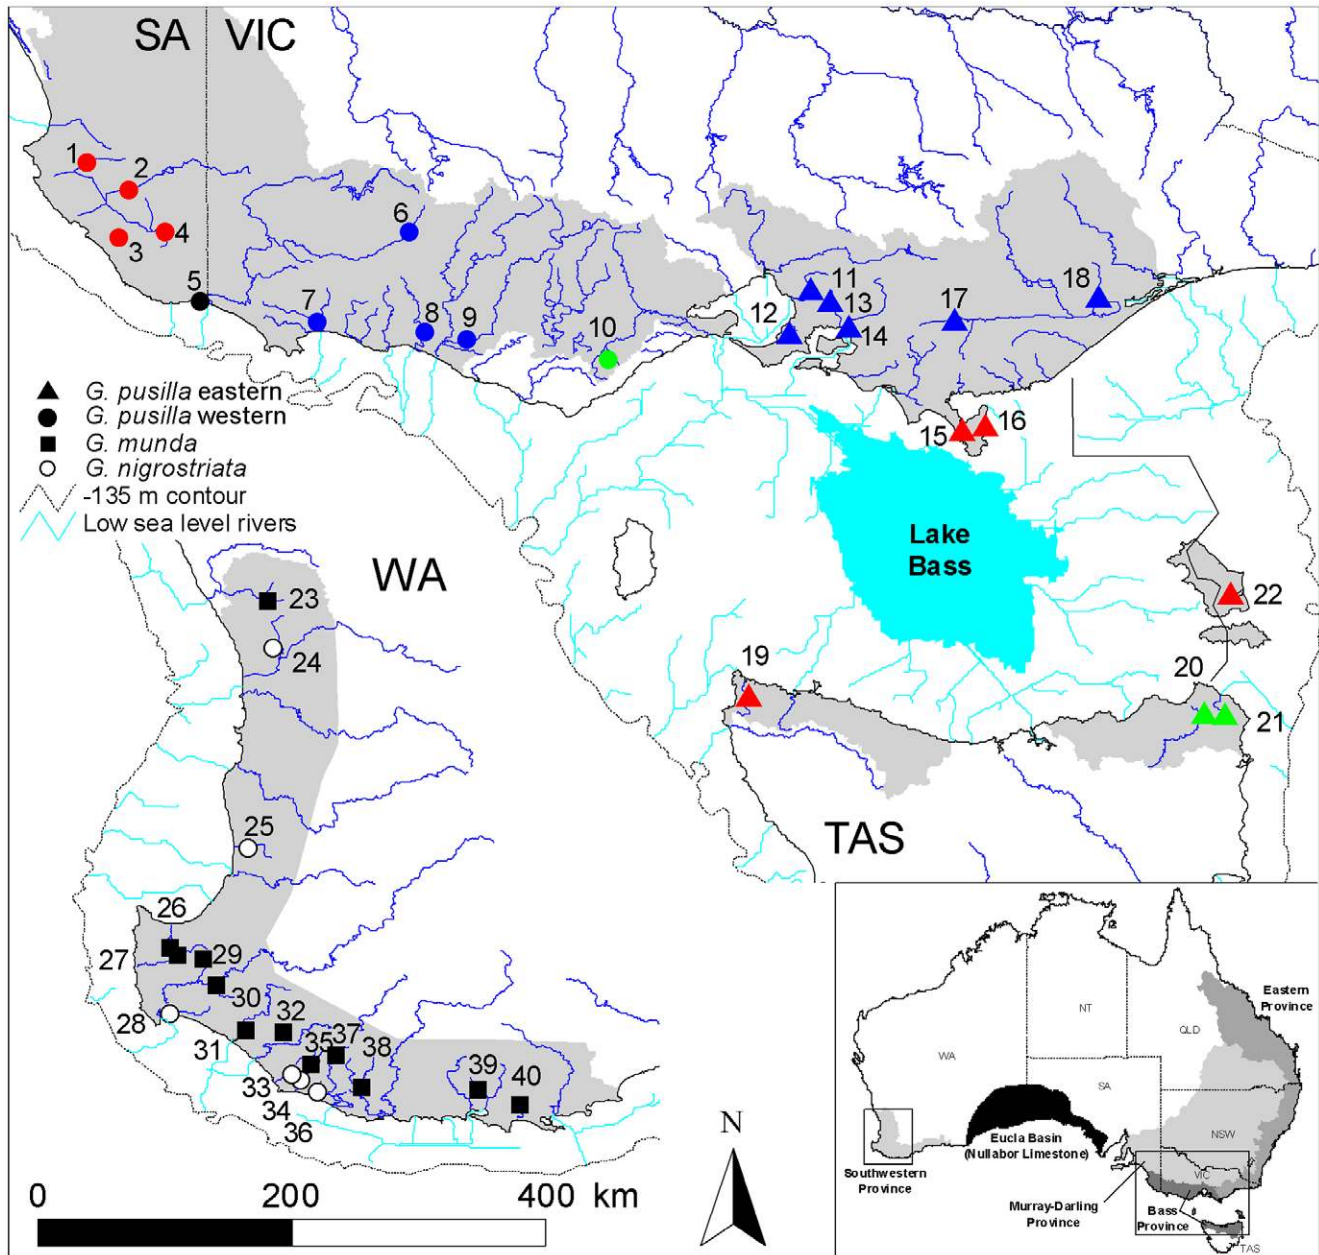 SA VIC
1
2
3
4
5
6
7
8
9
10
11
12
13
14
15
16
17
18
▲ G. pusilla eastern
● G. pusilla western
■ G. munda
○ G. nigrostriata
-135 m contour
Low sea level rivers
Lake
Bass
WA
TAS
19
20
21
22
23
24
25
26
27
28
29
30
31
32
33
34
35
36
37
38
39
40
N
0 200 400 km
WA
NT
QLD
SA
NSW
VIC
TAS
Eastern
Province
Eucla Basin
(Nullabor Limestone)
Southwestern
Province
Murray-Darling
Province
Bass
Province